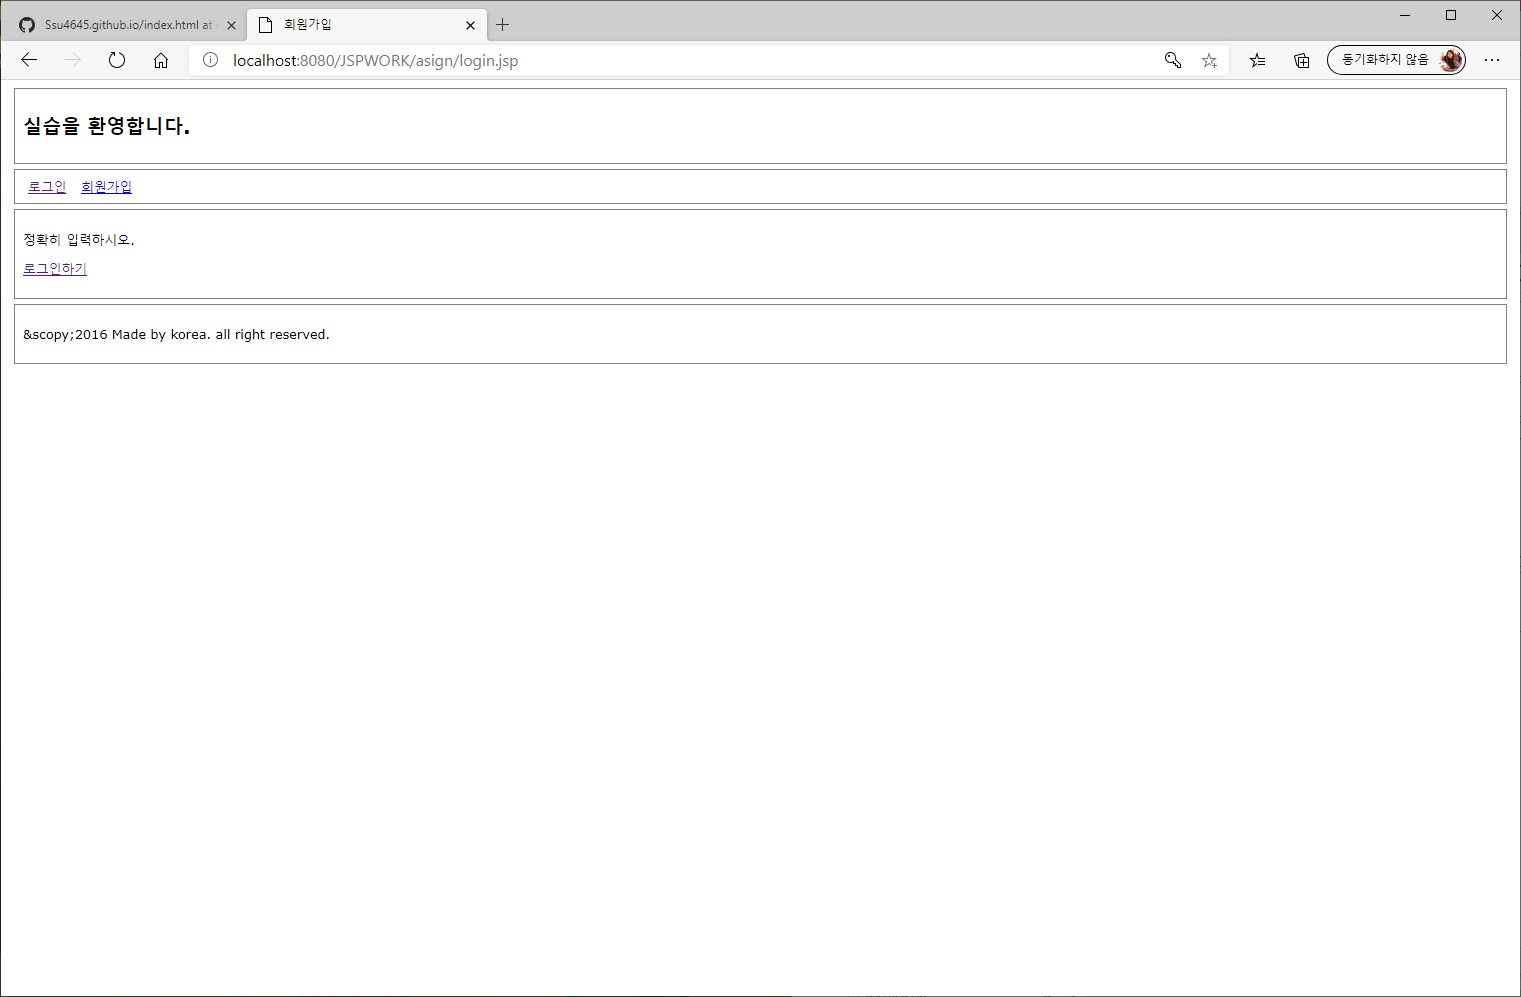 Ssu4645.github.io/index.html at
회원가입
localhost:8080/JSPWORK/asign/login.jsp
동기화하지 않음
실습을 환영합니다.
로그인 회원가입
정확히 입력하시오.
로그인하기
&scopy;2016 Made by korea. all right reserved.